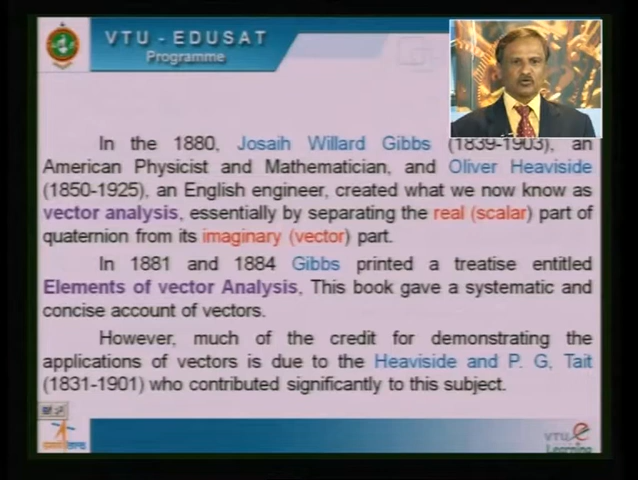 VTU - EDUSAT
Programme
In the 1880, Josaih Willard Gibbs (1839-1903), an
American Physicist and Mathematician, and Oliver Heaviside
(1850-1925), an English engineer, created what we now know as
vector analysis, essentially by separating the real (scalar) part of
quaternion from its imaginary (vector) part.
In 1881 and 1884 Gibbs printed a treatise entitled
Elements of vector Analysis, This book gave a systematic and
concise account of vectors.
However, much of the credit for demonstrating the
applications of vectors is due to the Heaviside and P. G, Tait
(1831-1901) who contributed significantly to this subject.
VTU e
Learning